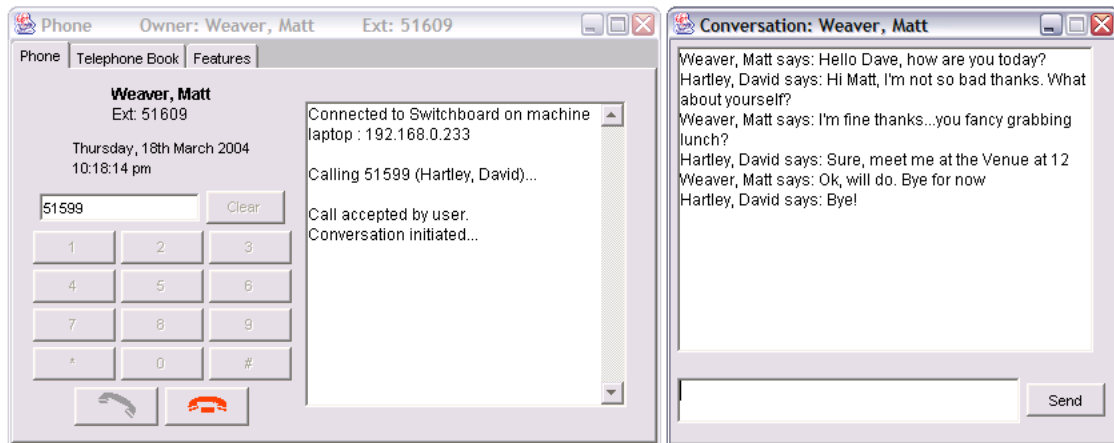 Phone Owner: Weaver, Matt Ext: 51609
Phone Telephone Book Features
Weaver, Matt
Ext: 51609
Thursday, 18th March 2004
10:18:14 pm
51599 Clear
1 2 3
4 5 6
7 8 9
* 0 #
Connected to Switchboard on machine
laptop : 192.168.0.233
Calling 51599 (Hartley, David)...
Call accepted by user.
Conversation initiated...
Conversation: Weaver, Matt
Weaver, Matt says: Hello Dave, how are you today?
Hartley, David says: Hi Matt, I'm not so bad thanks. What
about yourself?
Weaver, Matt says: I'm fine thanks...you fancy grabbing
lunch?
Hartley, David says: Sure, meet me at the Venue at 12
Weaver, Matt says: Ok, will do. Bye for now
Hartley, David says: Bye!
Send